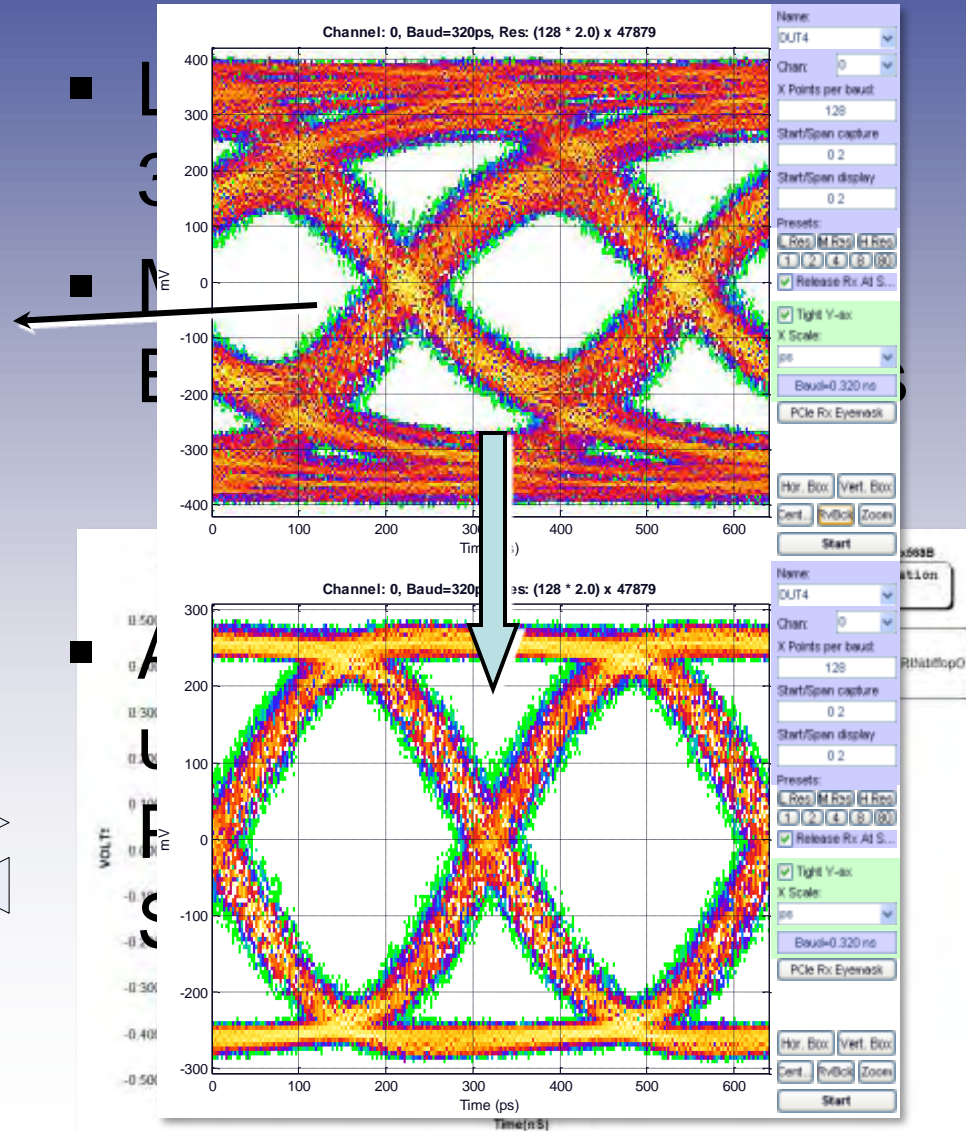 Channel: 0, Baud=320ps, Res: (128 * 2.0) x 47879
400
300
200
100
0
-100
-200
-300
-400
mV
0 100 200 300 400 500 600
Name:
DUT4
Chan: 0
X Points per baud:
128
Start/Span capture
0 2
Start/Span display
0 2
Presets:
L.Res M.Res H.Res
1 2 4 8 80
Release Rx At S...
Tight Y-ax
X Scale:
ps
Baud=0.320 ns
PCIe Rx Eyemask
Hor. Box Vert. Box
Cent... RvBck Zoom
Start
Channel: 0, Baud=320p es: (128 * 2.0) x 47879
300
200
100
0
-100
-200
-300
mV
0 100 200 300 400 500 600
Time (ps)
Name:
DUT4
Chan: 0
X Points per baud:
128
Start/Span capture
0 2
Start/Span display
0 2
Presets:
L.Res M.Res H.Res
1 2 4 8 80
Release Rx At S...
Tight Y-ax
X Scale:
ps
Baud=0.320 ns
PCIe Rx Eyemask
Hor. Box Vert. Box
Cent... RvBck Zoom
Start
Time(nS)